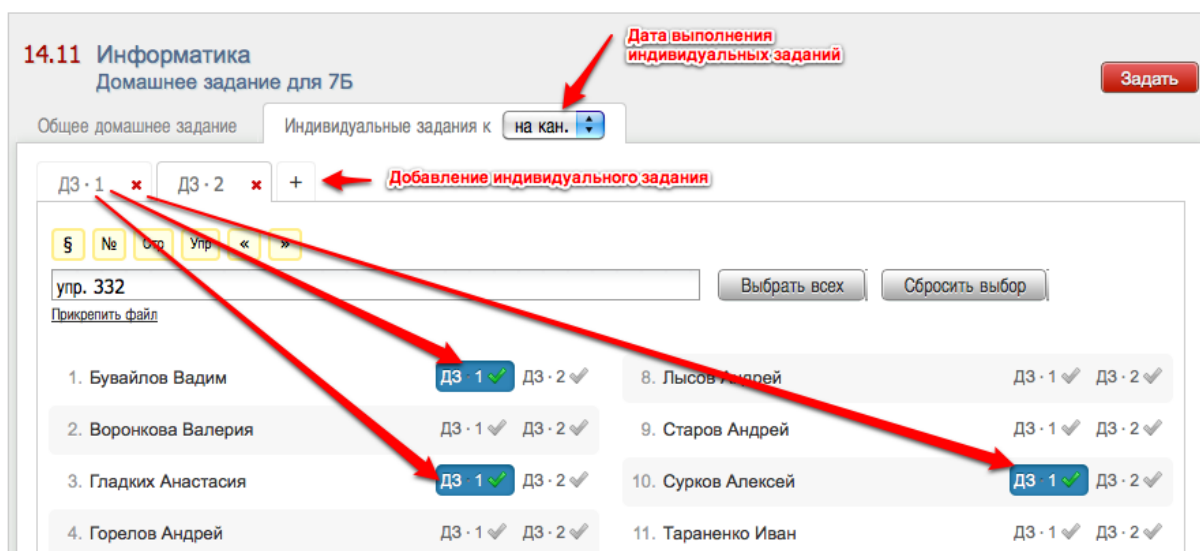 14.11 Информатика
Домашнее задание для 7Б
Дата выполнения
индивидуальных заданий
Задать
Общее домашнее задание
Индивидуальные задания к на кан.
ДЗ · 1 ДЗ · 2 +
Добавление индивидуального задания
§ № Стр Упр « »
упр. 332
Выбрать всех Сбросить выбор
Прикрепить файл
1. Бувайлов Вадим ДЗ · 1 ДЗ · 2
8. Лысов Андрей ДЗ · 1 ДЗ · 2
2. Воронкова Валерия ДЗ · 1 ДЗ · 2
9. Старов Андрей ДЗ · 1 ДЗ · 2
3. Гладких Анастасия ДЗ · 1 ДЗ · 2
10. Сурков Алексей ДЗ · 1 ДЗ · 2
4. Горелов Андрей ДЗ · 1 ДЗ · 2
11. Тараненко Иван ДЗ · 1 ДЗ · 2